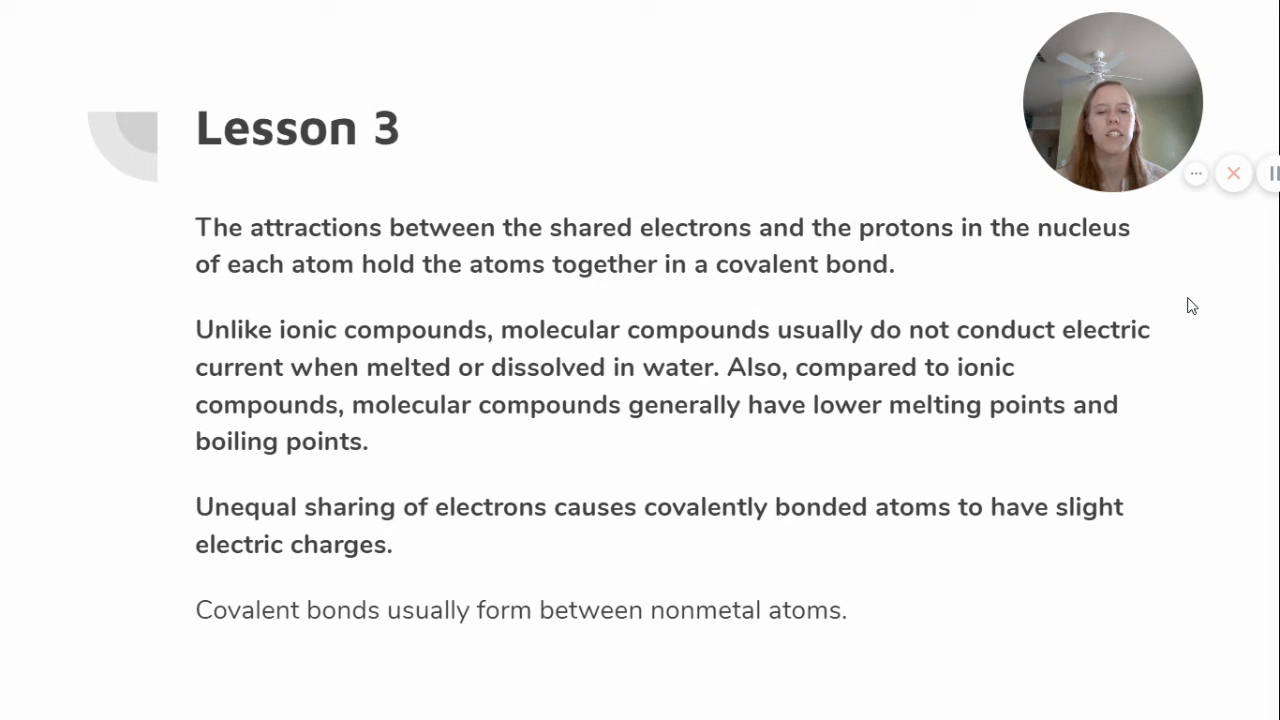 Lesson 3
The attractions between the shared electrons and the protons in the nucleus
of each atom hold the atoms together in a covalent bond.
Unlike ionic compounds, molecular compounds usually do not conduct electric
current when melted or dissolved in water. Also, compared to ionic
compounds, molecular compounds generally have lower melting points and
boiling points.
Unequal sharing of electrons causes covalently bonded atoms to have slight
electric charges.
Covalent bonds usually form between nonmetal atoms.